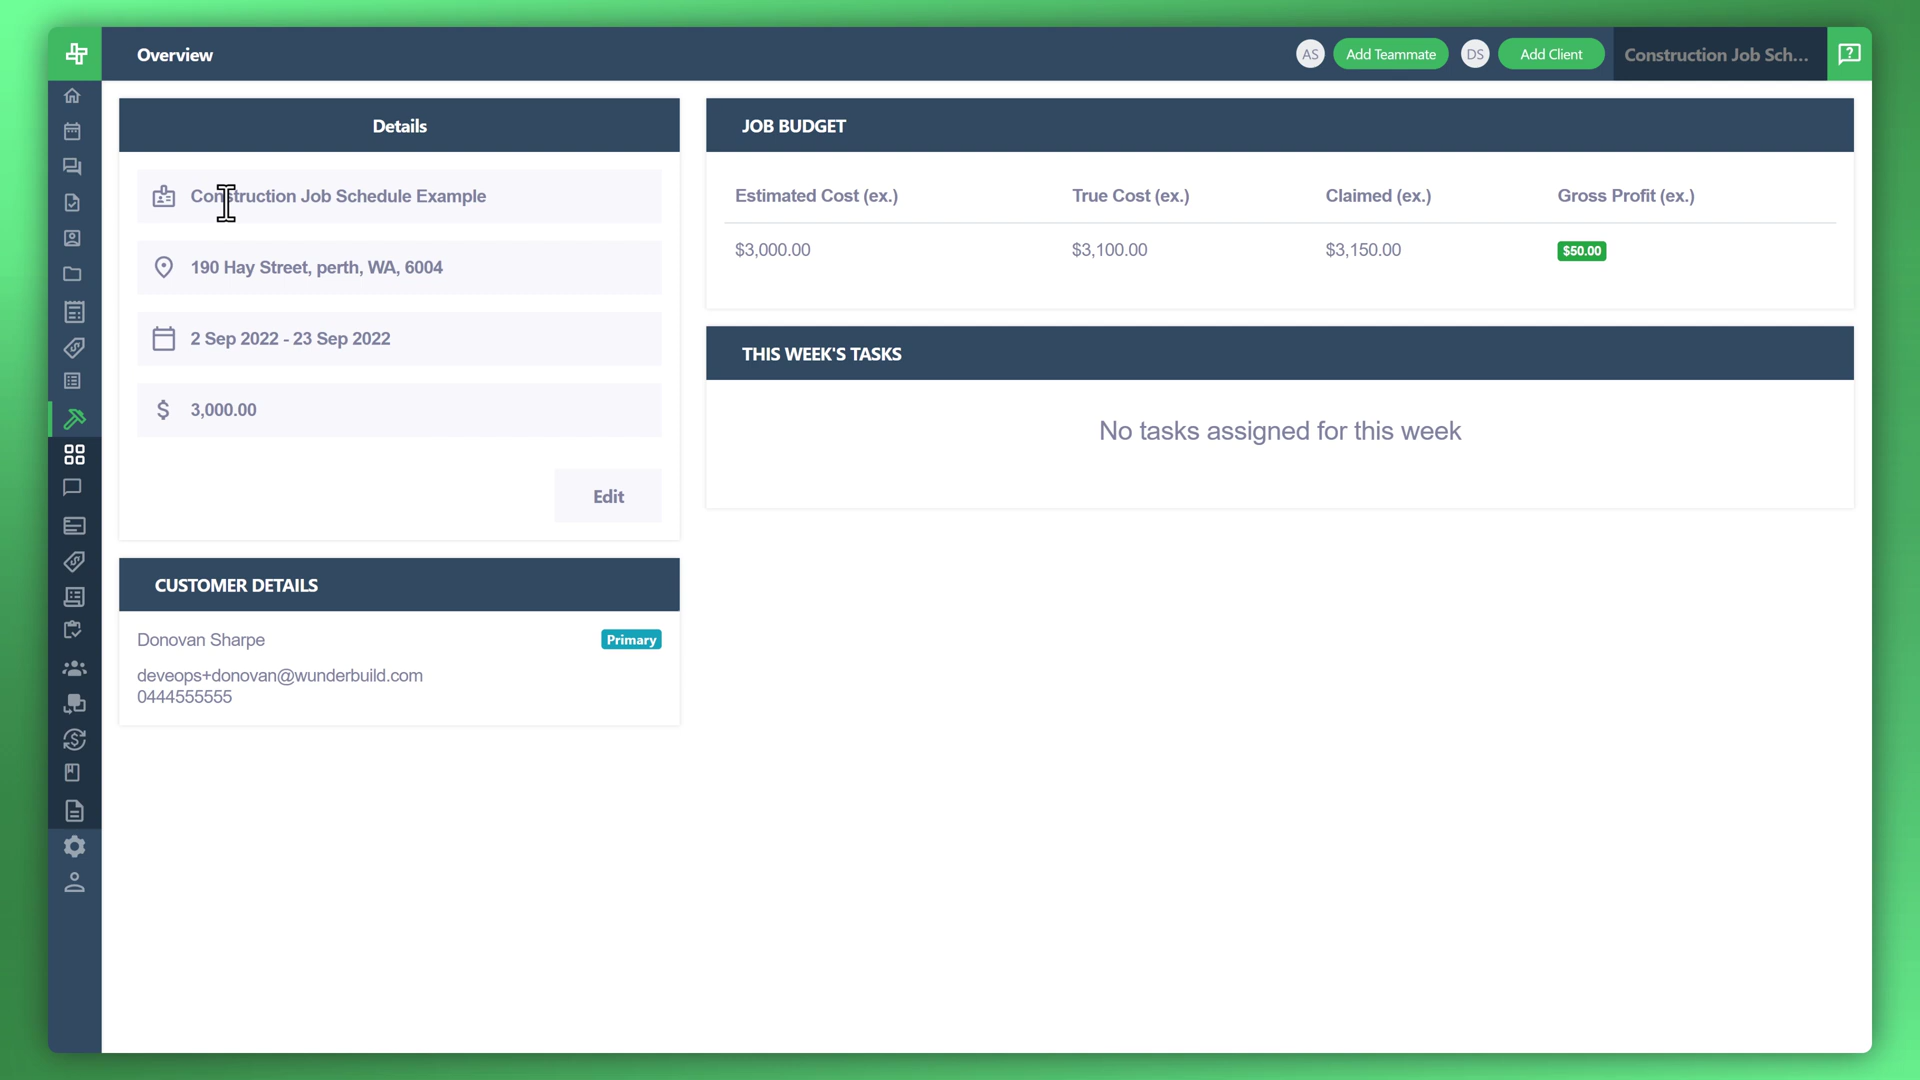 Overview
AS
Add Teammate
DS
Add Client
Construction Job Sch...
Details
Construction Job Schedule Example
190 Hay Street, perth, WA, 6004
2 Sep 2022 - 23 Sep 2022
$ 3,000.00
Edit
CUSTOMER DETAILS
Donovan Sharpe
Primary
deveops+donovan@wunderbuild.com
0444555555
JOB BUDGET
Estimated Cost (ex.) True Cost (ex.) Claimed (ex.) Gross Profit (ex.)
$3,000.00 $3,100.00 $3,150.00 $50.00
THIS WEEK'S TASKS
No tasks assigned for this week